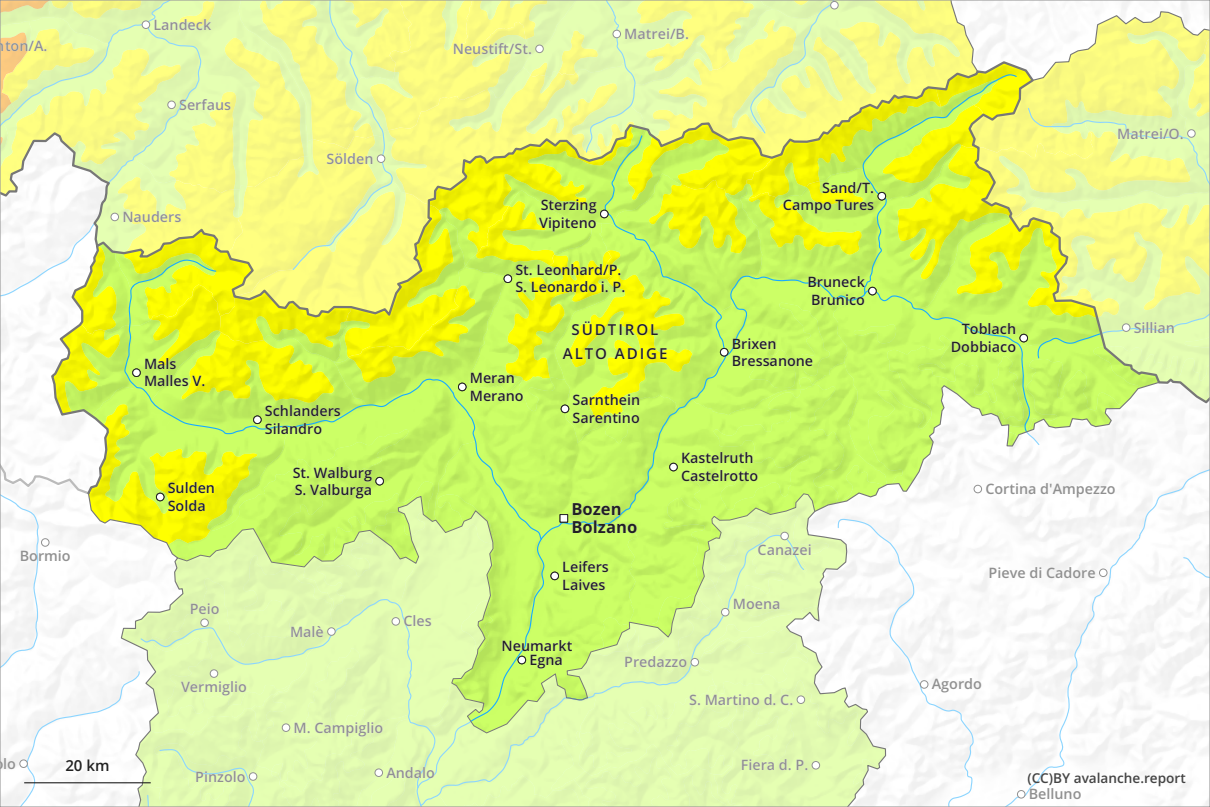 Landeck
Matrei/B.
Neustift/St.
nton/A.
Serfaus
Matrei/O.
Sölden
Nauders
Sand/T.
Campo Tures
Sterzing
Vipiteno
St. Leonhard/P.
S. Leonardo i. P.
Bruneck
Brunico
SÜDTIROL
ALTO ADIGE
Toblach
Dobbiaco
Sillian
Brixen
Bressanone
Mals
Malles V.
Meran
Merano
Schlanders
Silandro
Sarnthein
Sarentino
Kastelruth
Castelrotto
St. Walburg
S. Valburga
Sulden
Solda
Cortina d'Ampezzo
Bozen
Bolzano
Bormio
Canazei
Leifers
Laives
Pieve di Cadore
Peio
Moena
Malè
Cles
Neumarkt
Egna
Predazzo
Vermiglio
Agordo
S. Martino d. C.
M. Campiglio
20 km
olo
Pinzolo
Andalo
Fiera d. P.
(CC)BY avalanche.report
Belluno